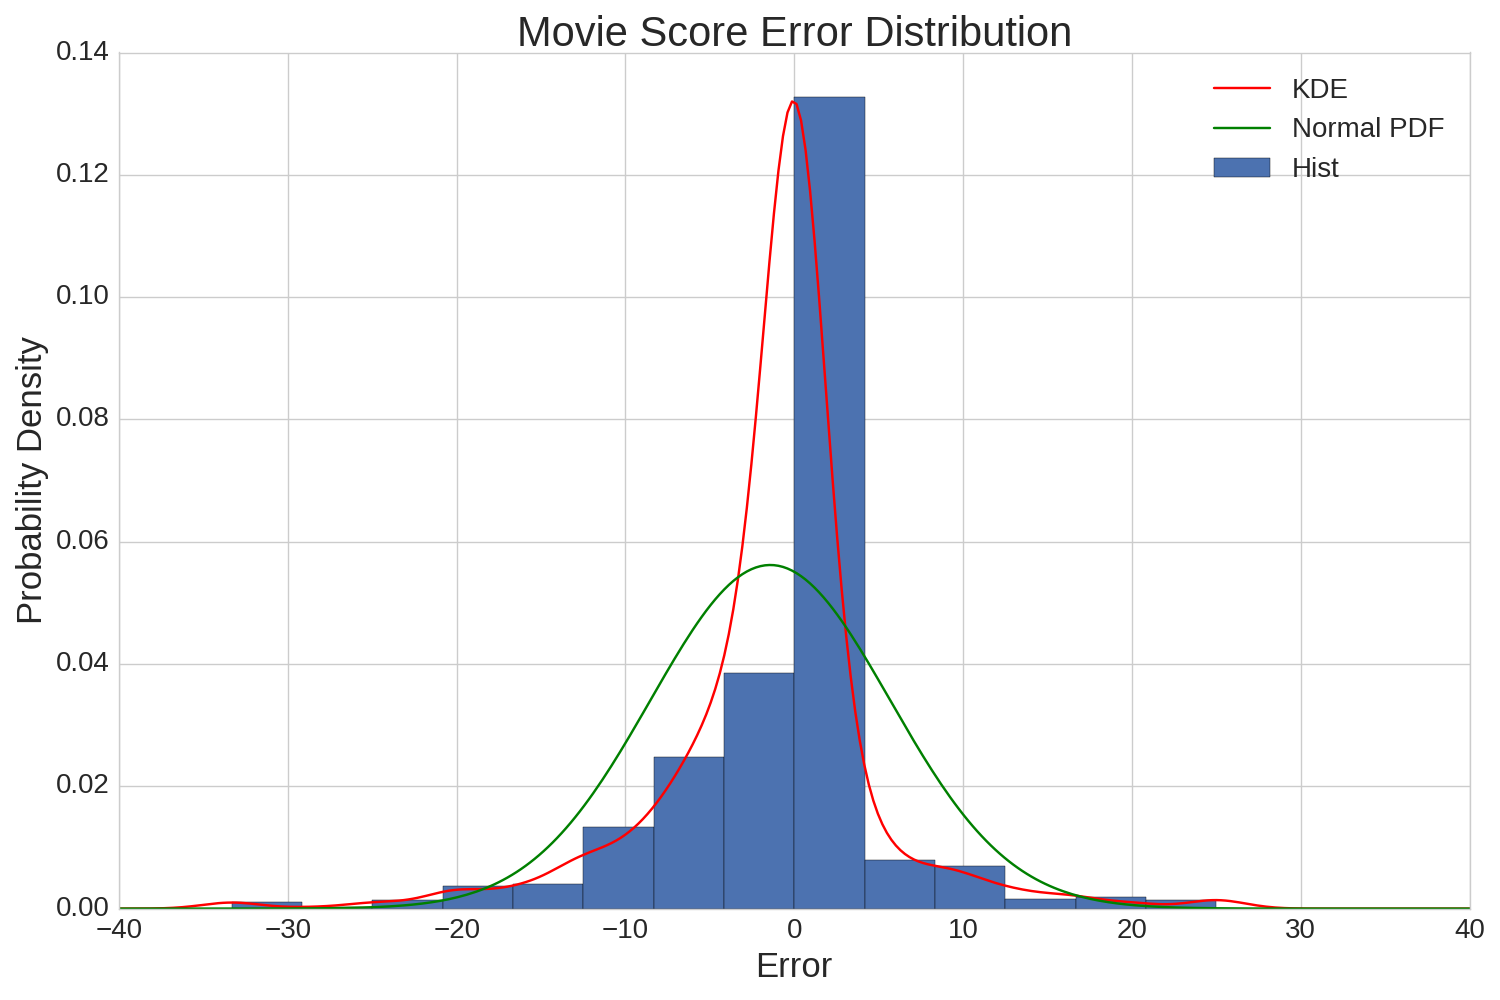 Movie Score Error Distribution
0.14
0.12
0.10
0.08
0.06
0.04
0.02
0.00
Probability Density
KDE
Normal PDF
Hist
−40 −30 −20 −10 0 10 20 30 40
Error